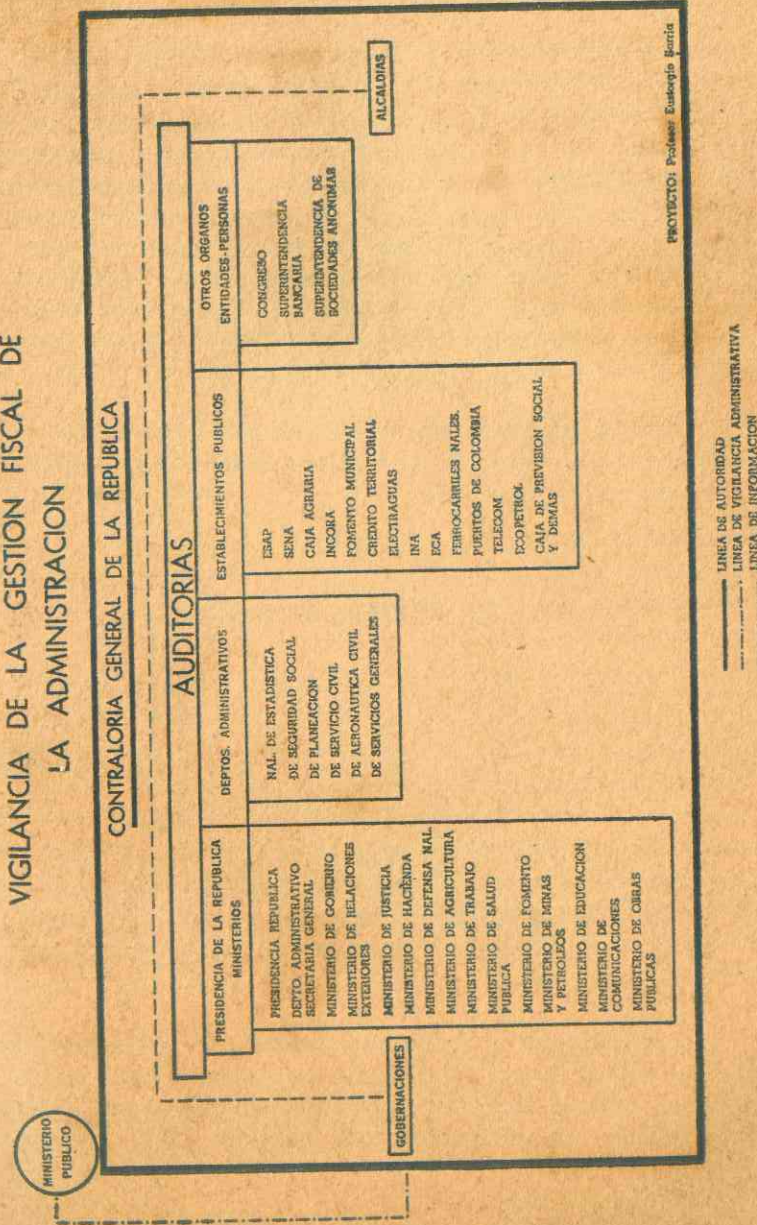 VIGILANCIA DE LA GESTION FISCAL DE
LA ADMINISTRACION
MINISTERIO
PUBLICO
CONTRALORIA GENERAL DE LA REPUBLICA
AUDITORIAS
PRESIDENCIA DE LA REPUBLICA
MINISTERIOS
PRESIDENCIA REPUBLICA
DEPTO. ADMINISTRATIVO
SECRETARIA GENERAL
MINISTERIO DE GOBIERNO
MINISTERIO DE RELACIONES
EXTERIORES
MINISTERIO DE JUSTICIA
MINISTERIO DE HACIENDA
MINISTERIO DE DEFENSA NAL.
MINISTERIO DE AGRICULTURA
MINISTERIO DE TRABAJO
MINISTERIO DE SALUD
PUBLICA
MINISTERIO DE FOMENTO
MINISTERIO DE MINAS
Y PETROLEOS
MINISTERIO DE EDUCACION
MINISTERIO DE
COMUNICACIONES
MINISTERIO DE OBRAS
PUBLICAS
DEPTOS. ADMINISTRATIVOS
NAL. DE ESTADISTICA
DE SEGURIDAD SOCIAL
DE PLANEACION
DE SERVICIO CIVIL
DE AERONAUTICA CIVIL
DE SERVICIOS GENERALES
ESTABLECIMIENTOS PUBLICOS
ESAP
SENA
CAJA AGRARIA
INCORA
FOMENTO MUNICIPAL
CREDITO TERRITORIAL
ELECTRAGUAS
INA
ECA
FERROCARRILES NALES.
PUERTOS DE COLOMBIA
TELECOM
ECOPETROL
CAJA DE PREVISION SOCIAL
Y DEMAS
OTROS ORGANOS
ENTIDADES-PERSONAS
CONGRESO
SUPERINTENDENCIA
BANCARIA
SUPERINTENDENCIA DE
SOCIEDADES ANONIMAS
GOBERNACIONES
ALCALDIAS
PROYECTO: Profesor Eustorgio Sarria
LINEA DE AUTORIDAD
LINEA DE VIGILANCIA ADMINISTRATIVA
LINEA DE INFORMACION